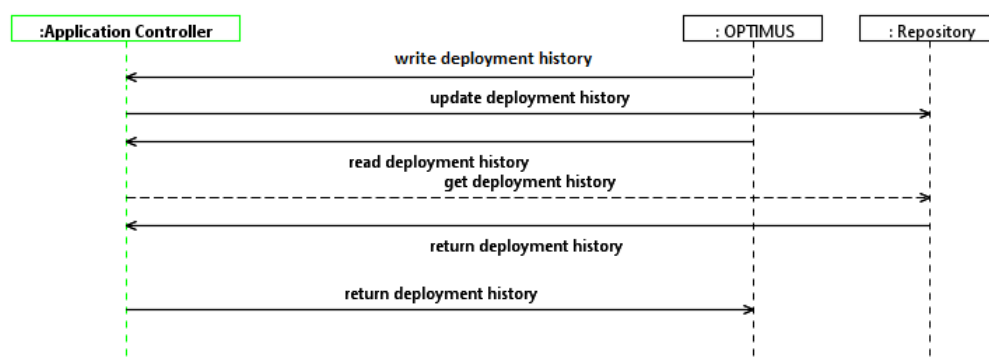 :Application Controller
: OPTIMUS
: Repository
write deployment history
update deployment history
read deployment history
get deployment history
return deployment history
return deployment history